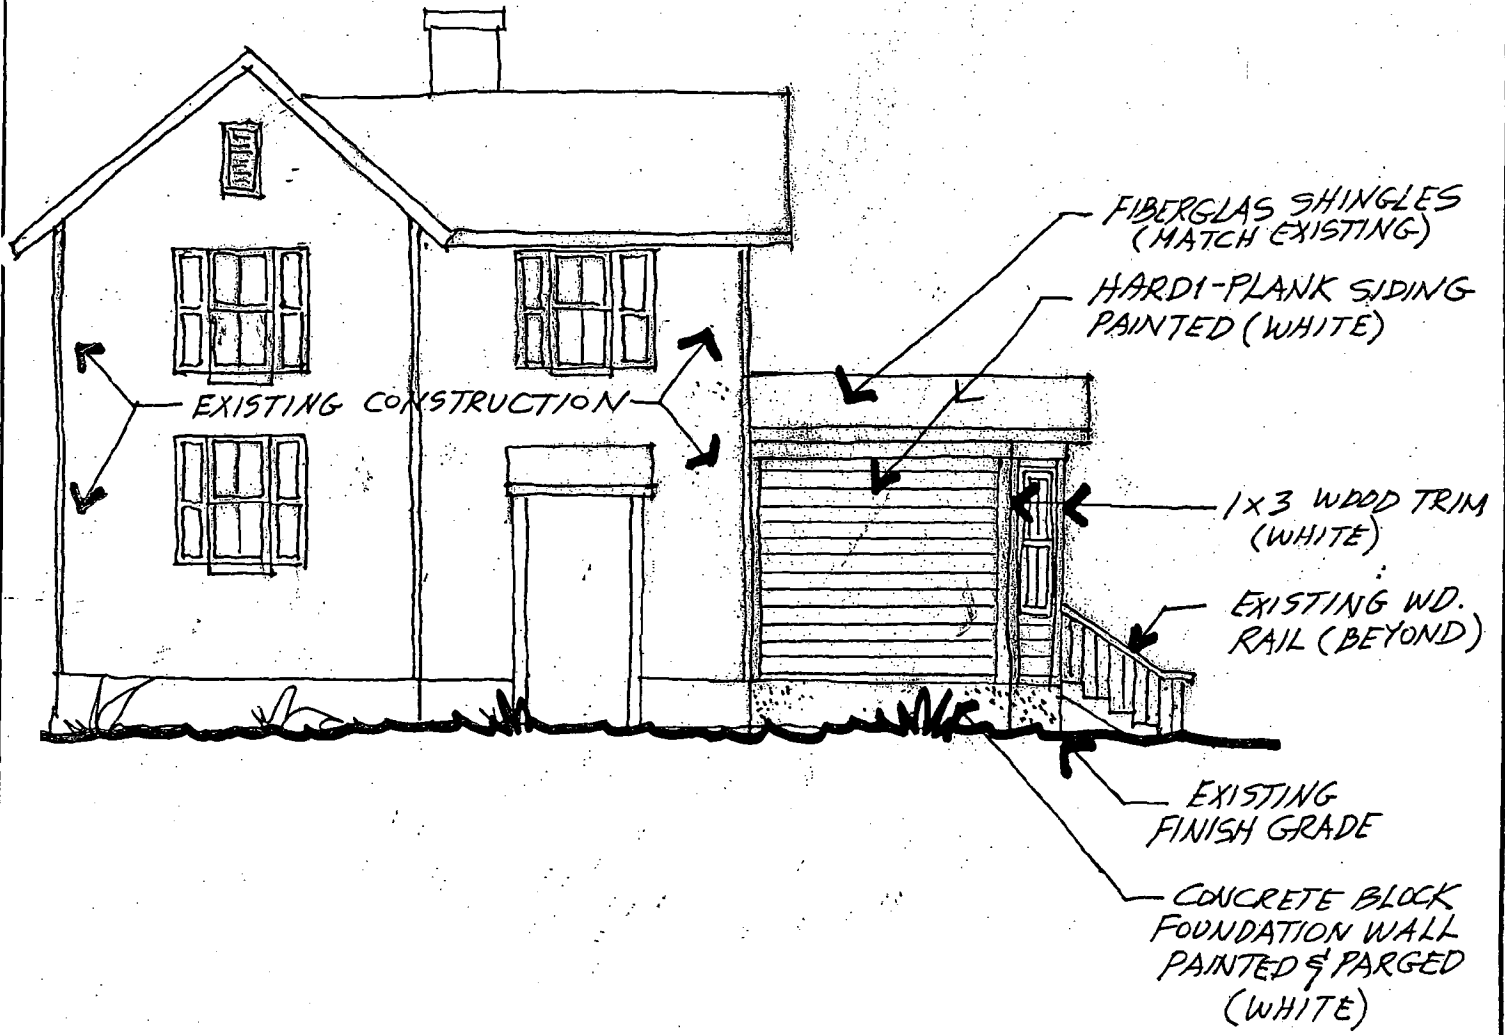 FIBERGLAS SHINGLES
(MATCH EXISTING)
HARDI-PLANK SIDING
PAINTED (WHITE)
EXISTING CONSTRUCTION
1x3 WOOD TRIM
(WHITE)
EXISTING WD.
RAIL (BEYOND)
EXISTING
FINISH GRADE
CONCRETE BLOCK
FOUNDATION WALL
PAINTED & PARGED
(WHITE)